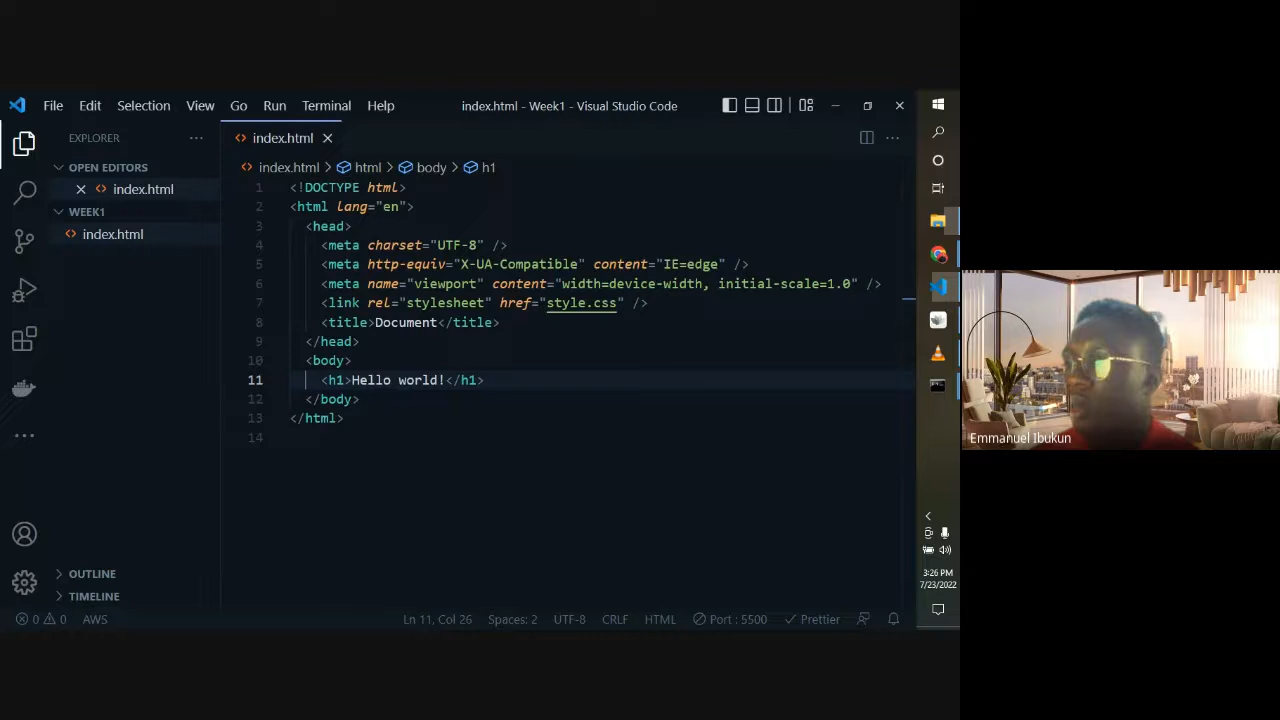 File Edit Selection View Go Run Terminal Help index.html - Week1 - Visual Studio Code
EXPLORER
OPEN EDITORS
index.html
WEEK1
index.html
OUTLINE
TIMELINE
index.html
index.html > html > body > h1
1 <!DOCTYPE html>
2 <html lang="en">
3 <head>
4 <meta charset="UTF-8" />
5 <meta http-equiv="X-UA-Compatible" content="IE=edge" />
6 <meta name="viewport" content="width=device-width, initial-scale=1.0" />
7 <link rel="stylesheet" href="style.css" />
8 <title>Document</title>
9 </head>
10 <body>
11 <h1>Hello world!</h1>
12 </body>
13 </html>
14
0 0 AWS Ln 11, Col 26 Spaces: 2 UTF-8 CRLF HTML Port : 5500 Prettier
3:26 PM
7/23/2022
Emmanuel Ibukun